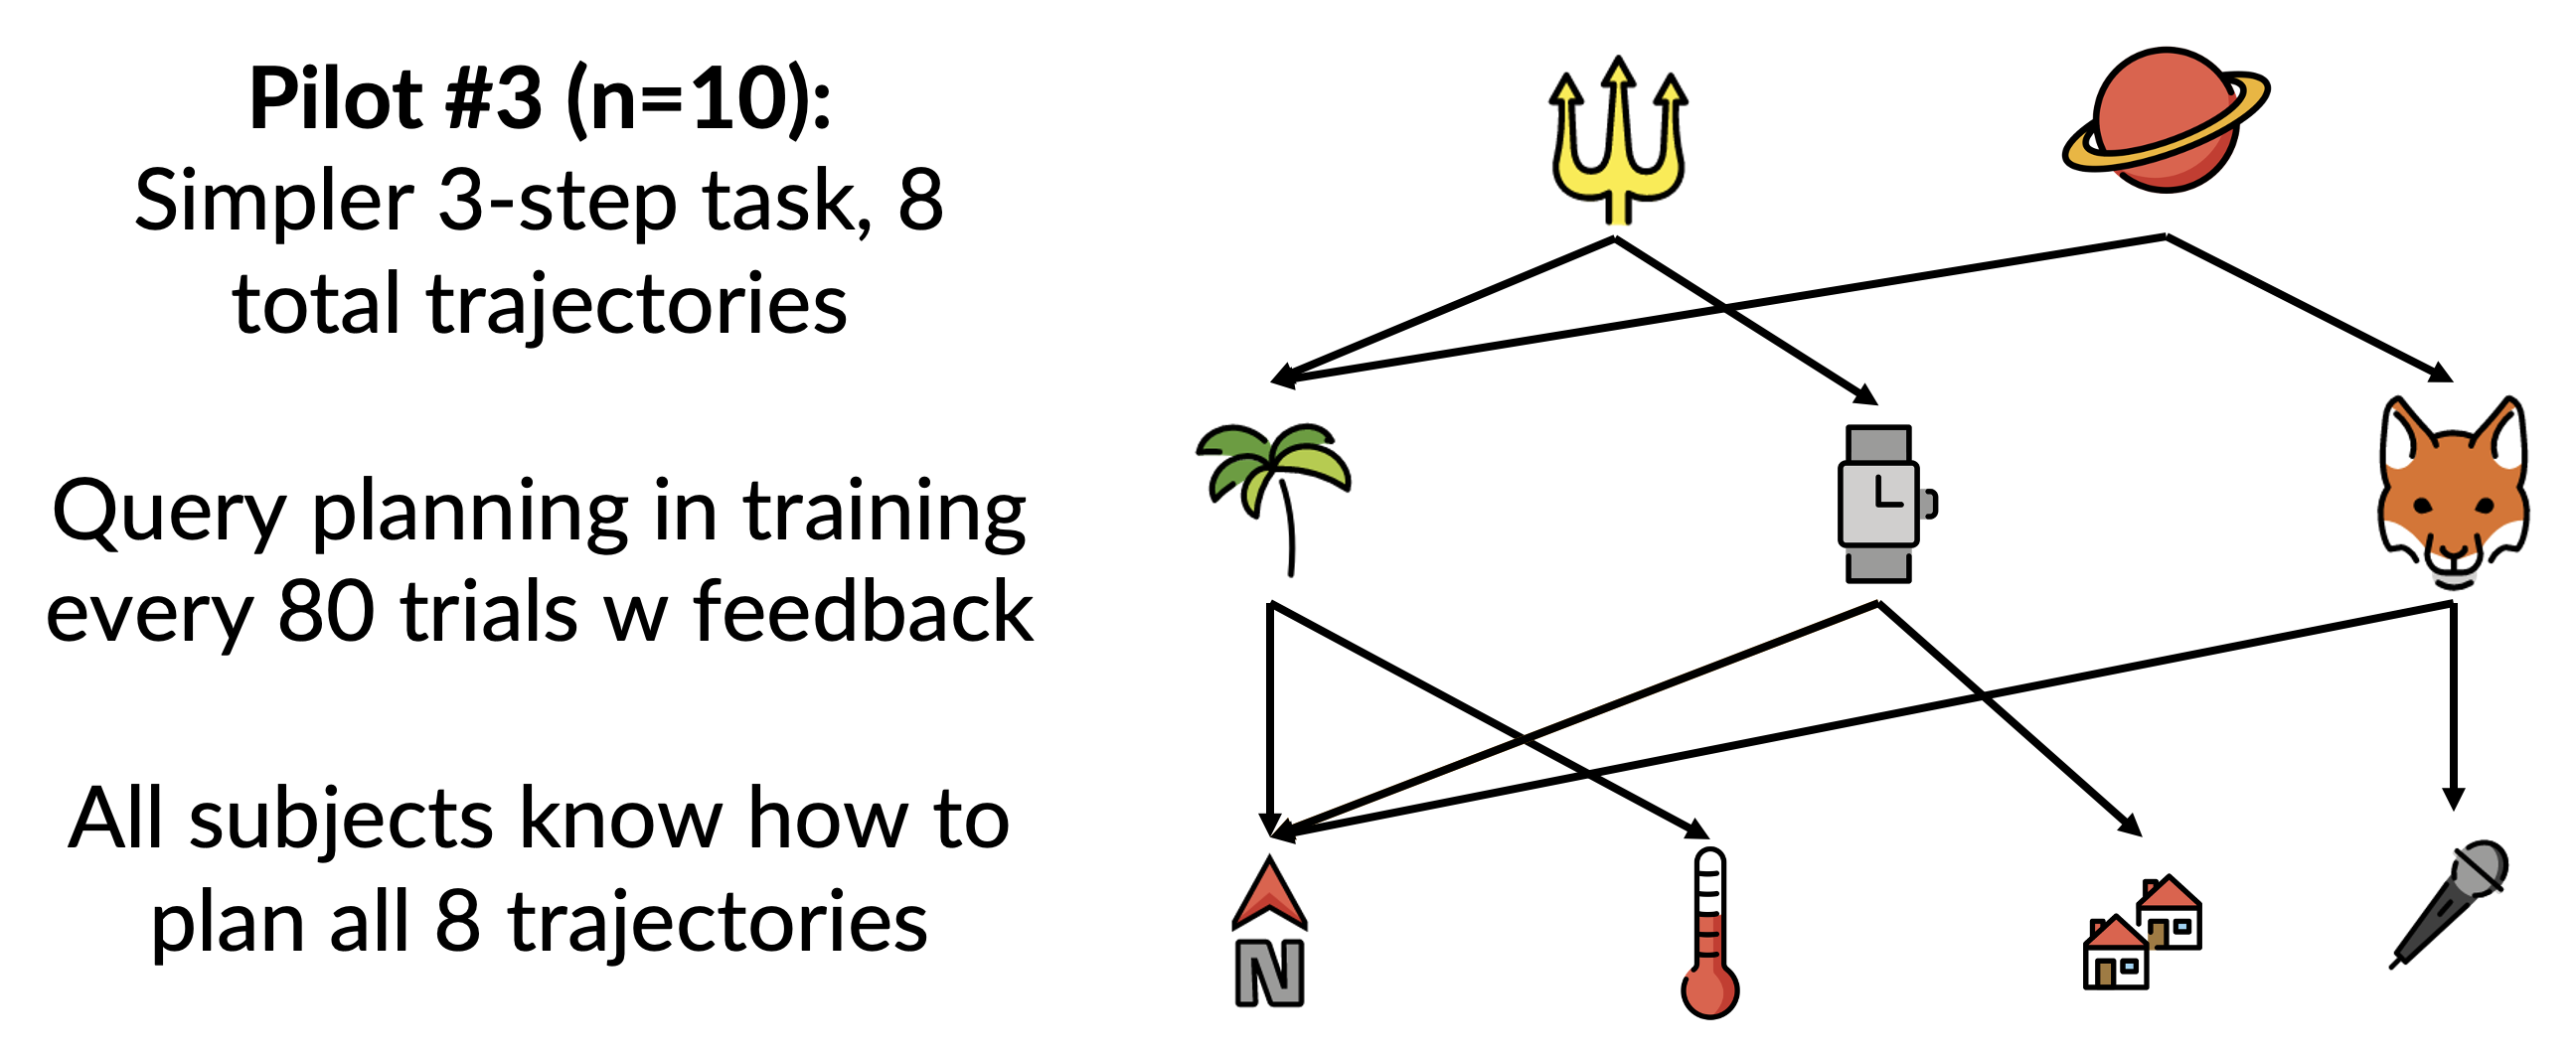 Pilot #3 (n=10):
Simpler 3-step task, 8
total trajectories
Query planning in training
every 80 trials w feedback
All subjects know how to
plan all 8 trajectories
N